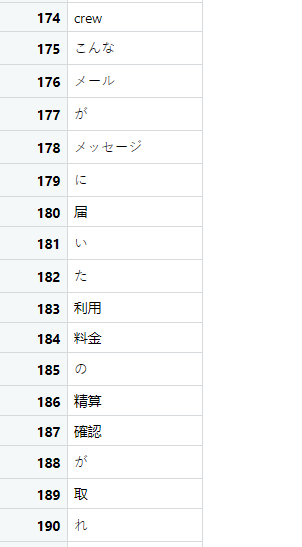 174 crew
175 こんな
176 メール
177 が
178 メッセージ
179 に
180 届
181 い
182 た
183 利用
184 料金
185 の
186 精算
187 確認
188 が
189 取
190 れ